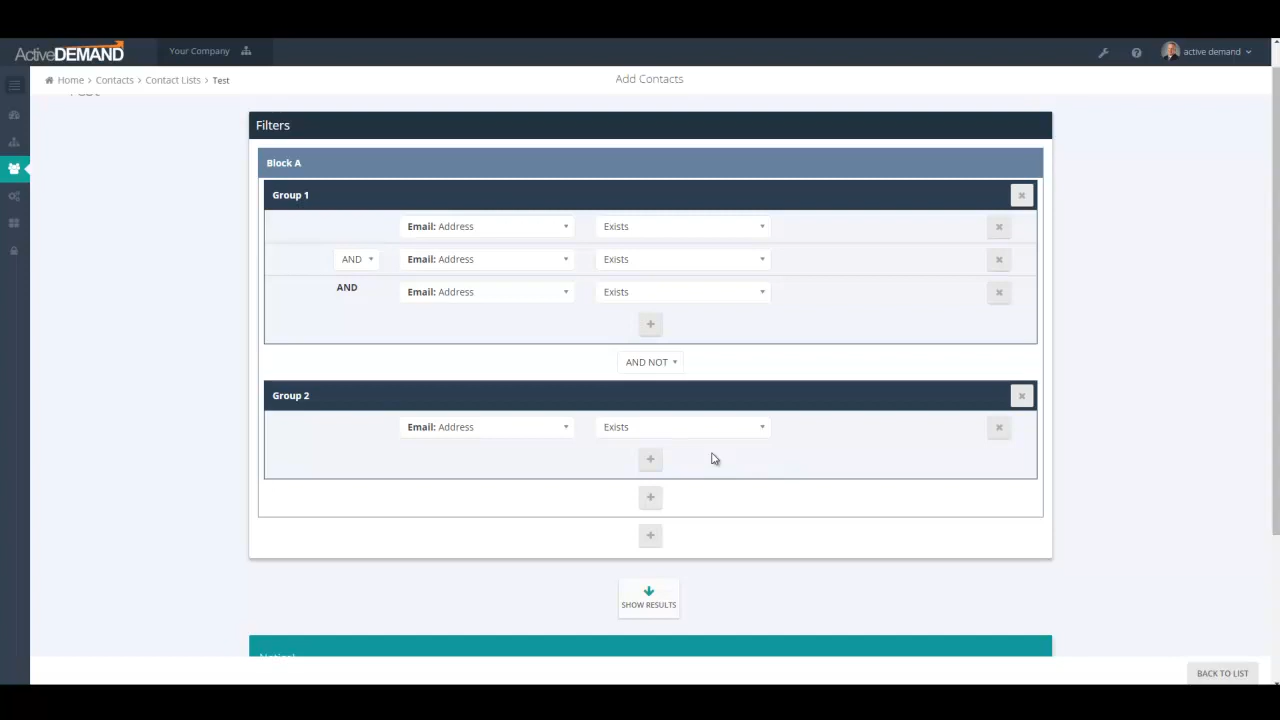 ActiveDEMAND
Your Company
active demand
Home > Contacts > Contact Lists > Test
Add Contacts
Filters
Block A
Group 1
Email: Address Exists
AND Email: Address Exists
AND Email: Address Exists
+
AND NOT
Group 2
Email: Address Exists
+
+
+
SHOW RESULTS
BACK TO LIST